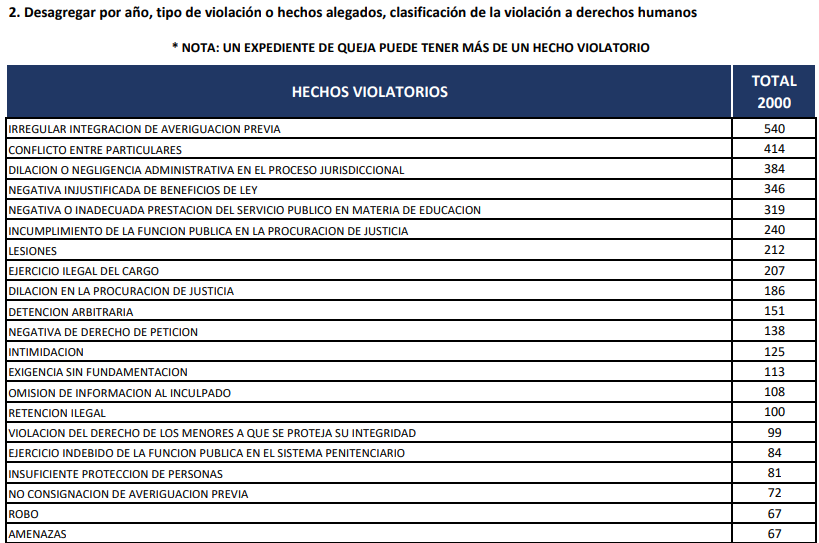 2. Desagregar por año, tipo de violación o hechos alegados, clasificación de la violación a derechos humanos
* NOTA: UN EXPEDIENTE DE QUEJA PUEDE TENER MÁS DE UN HECHO VIOLATORIO
HECHOS VIOLATORIOS TOTAL 2000
IRREGULAR INTEGRACION DE AVERIGUACION PREVIA 540
CONFLICTO ENTRE PARTICULARES 414
DILACION O NEGLIGENCIA ADMINISTRATIVA EN EL PROCESO JURISDICCIONAL 384
NEGATIVA INJUSTIFICADA DE BENEFICIOS DE LEY 346
NEGATIVA O INADECUADA PRESTACION DEL SERVICIO PUBLICO EN MATERIA DE EDUCACION 319
INCUMPLIMIENTO DE LA FUNCION PUBLICA EN LA PROCURACION DE JUSTICIA 240
LESIONES 212
EJERCICIO ILEGAL DEL CARGO 207
DILACION EN LA PROCURACION DE JUSTICIA 186
DETENCION ARBITRARIA 151
NEGATIVA DE DERECHO DE PETICION 138
INTIMIDACION 125
EXIGENCIA SIN FUNDAMENTACION 113
OMISION DE INFORMACION AL INCULPADO 108
RETENCION ILEGAL 100
VIOLACION DEL DERECHO DE LOS MENORES A QUE SE PROTEJA SU INTEGRIDAD 99
EJERCICIO INDEBIDO DE LA FUNCION PUBLICA EN EL SISTEMA PENITENCIARIO 84
INSUFICIENTE PROTECCION DE PERSONAS 81
NO CONSIGNACION DE AVERIGUACION PREVIA 72
ROBO 67
AMENAZAS 67